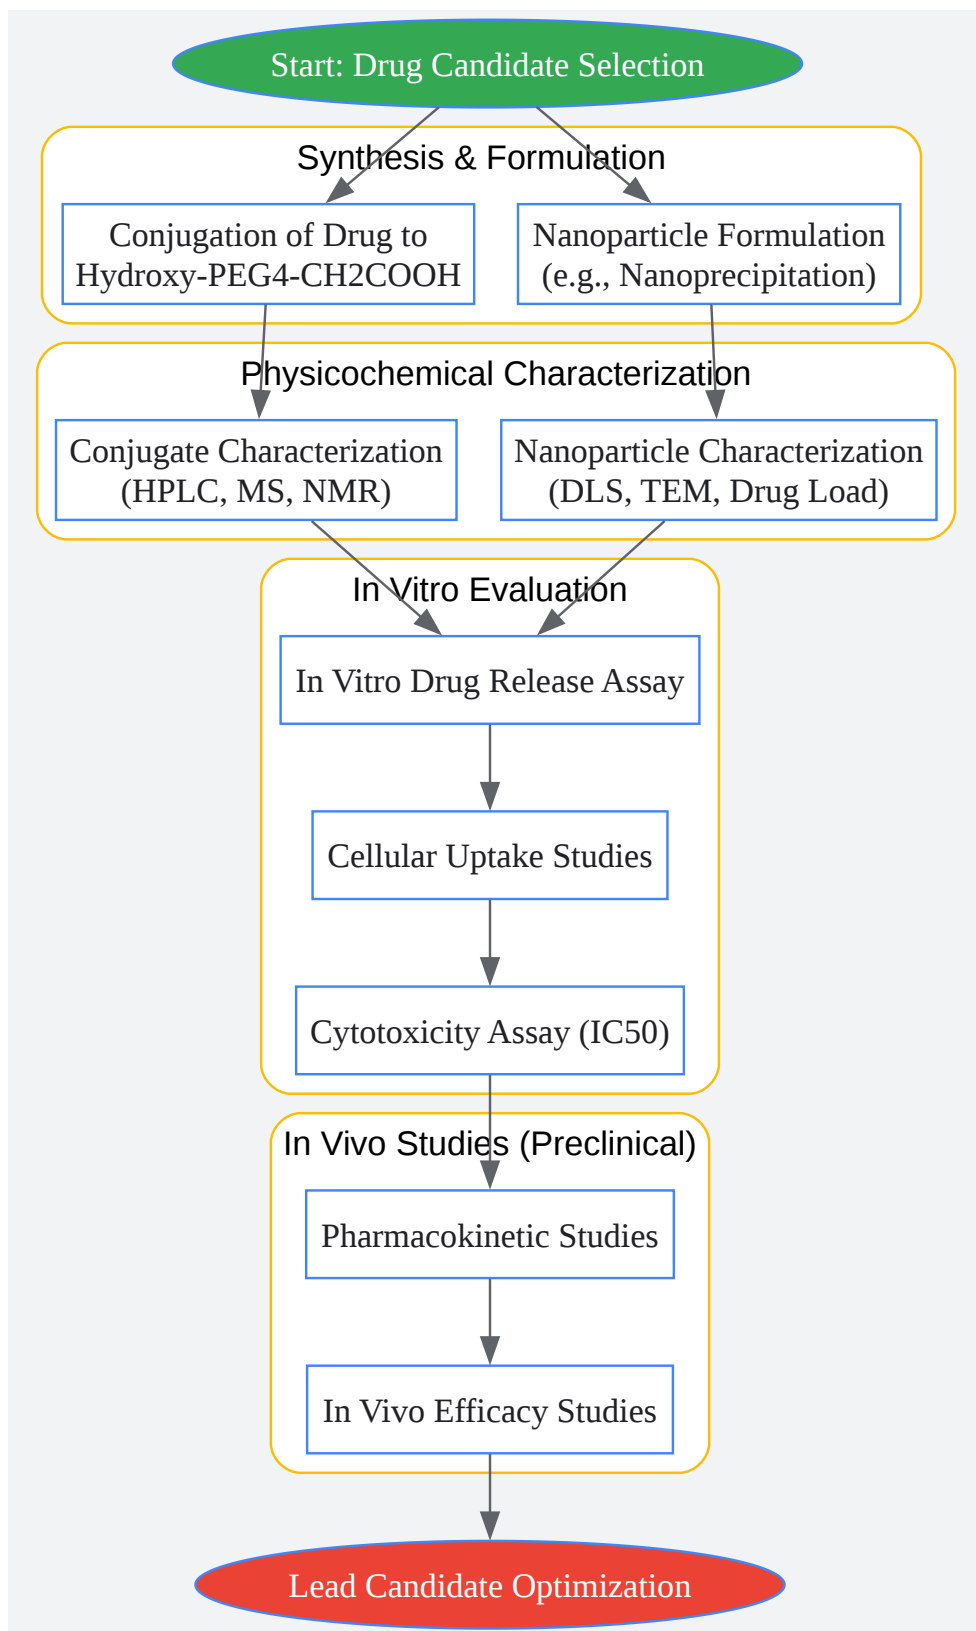 Start: Drug Candidate Selection
Synthesis & Formulation
Conjugation of Drug to
Hydroxy-PEG4-CH2COOH
Nanoparticle Formulation
(e.g., Nanoprecipitation)
Physicochemical Characterization
Conjugate Characterization
(HPLC, MS, NMR)
Nanoparticle Characterization
(DLS, TEM, Drug Load)
In Vitro Evaluation
In Vitro Drug Release Assay
Cellular Uptake Studies
Cytotoxicity Assay (IC50)
In Vivo Studies (Preclinical)
Pharmacokinetic Studies
In Vivo Efficacy Studies
Lead Candidate Optimization